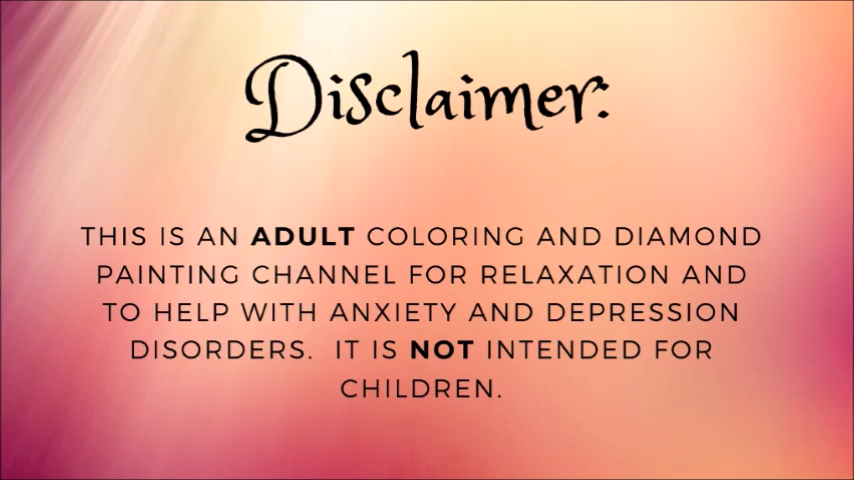 Disclaimer:
THIS IS AN ADULT COLORING AND DIAMOND
PAINTING CHANNEL FOR RELAXATION AND
TO HELP WITH ANXIETY AND DEPRESSION
DISORDERS.  IT IS NOT INTENDED FOR
CHILDREN.